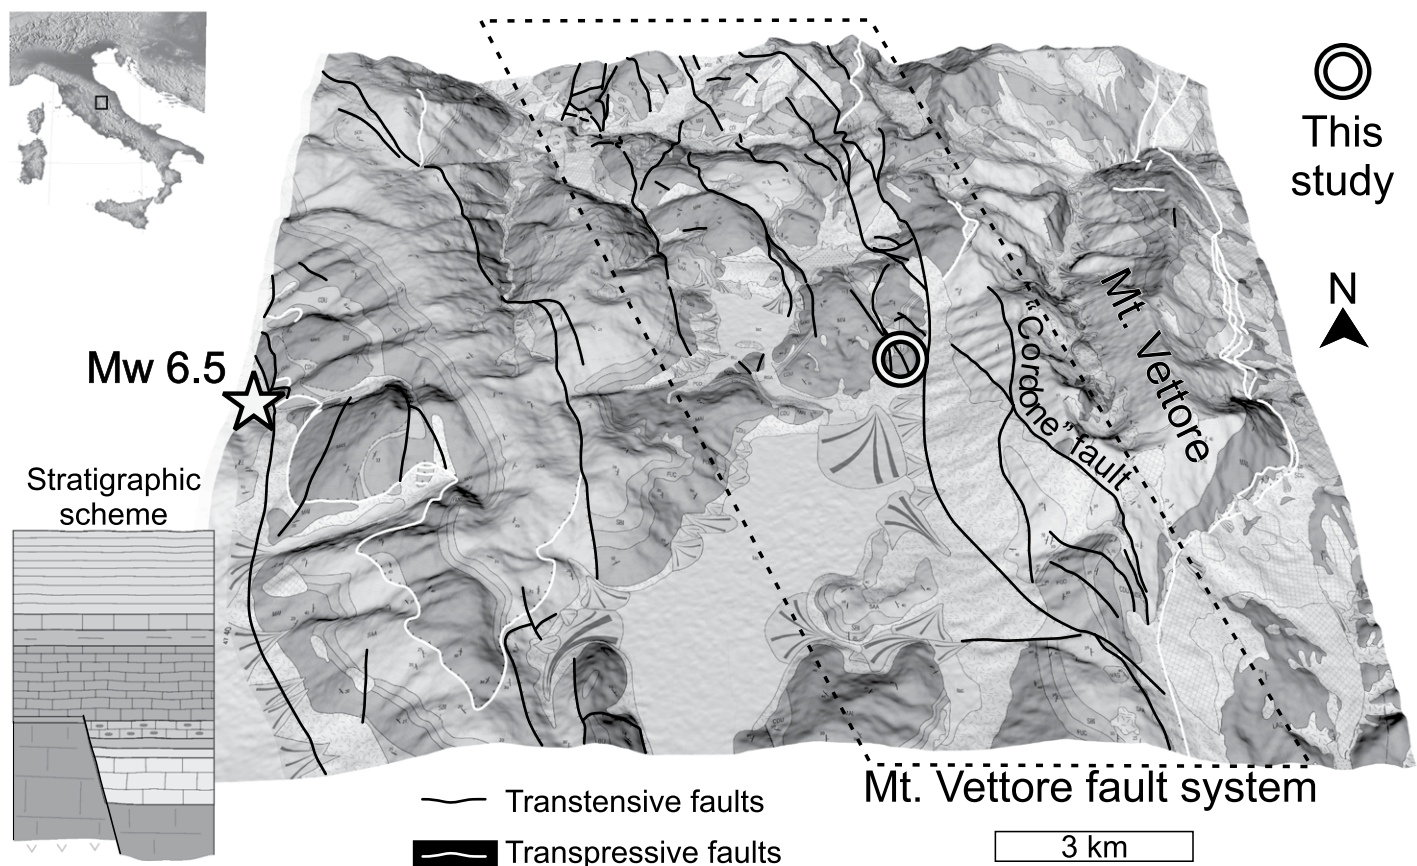 This
study
N
Mw 6.5
Mt. Vettore
“Cordone” fault
Stratigraphic
scheme
Mt. Vettore fault system
Transtensive faults
Transpressive faults
3 km